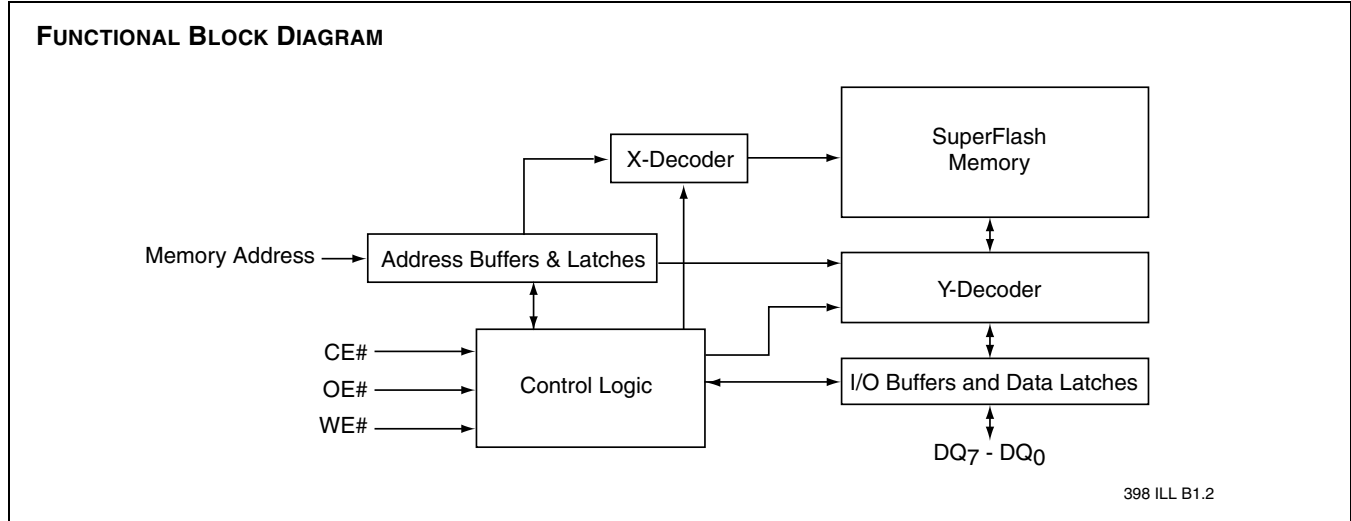 FUNCTIONAL BLOCK DIAGRAM
SuperFlash
Memory
X-Decoder
Memory Address
Address Buffers & Latches
Y-Decoder
CE#
OE#
WE#
Control Logic
I/O Buffers and Data Latches
DQ7 - DQ0
398 ILL B1.2